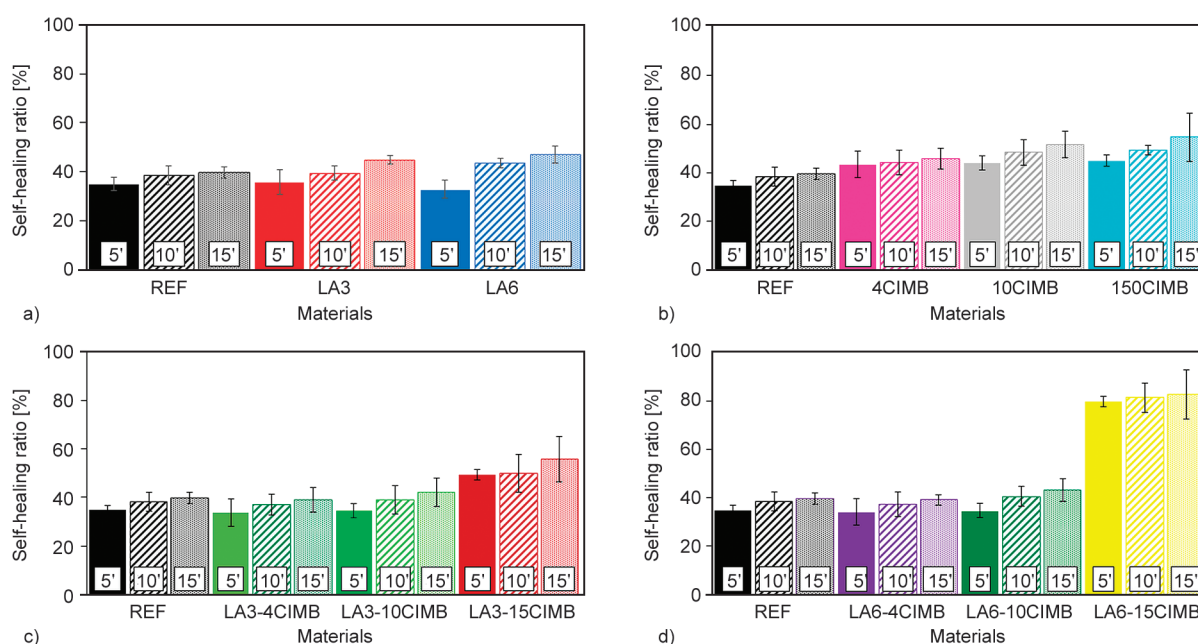 100
80
60
40
20
0
Self-healing ratio [%]
5' 10' 15' 5' 10' 15' 5' 10' 15'
REF LA3 LA6
Materials
a)
100
80
60
40
20
0
Self-healing ratio [%]
5' 10' 15' 5' 10' 15' 5' 10' 15' 5' 10' 15'
REF 4CIMB 10CIMB 150CIMB
Materials
b)
100
80
60
40
20
0
Self-healing ratio [%]
5' 10' 15' 5' 10' 15' 5' 10' 15' 5' 10' 15'
REF LA3-4CIMB LA3-10CIMB LA3-15CIMB
Materials
c)
100
80
60
40
20
0
Self-healing ratio [%]
5' 10' 15' 5' 10' 15' 5' 10' 15' 5' 10' 15'
REF LA6-4CIMB LA6-10CIMB LA6-15CIMB
Materials
d)